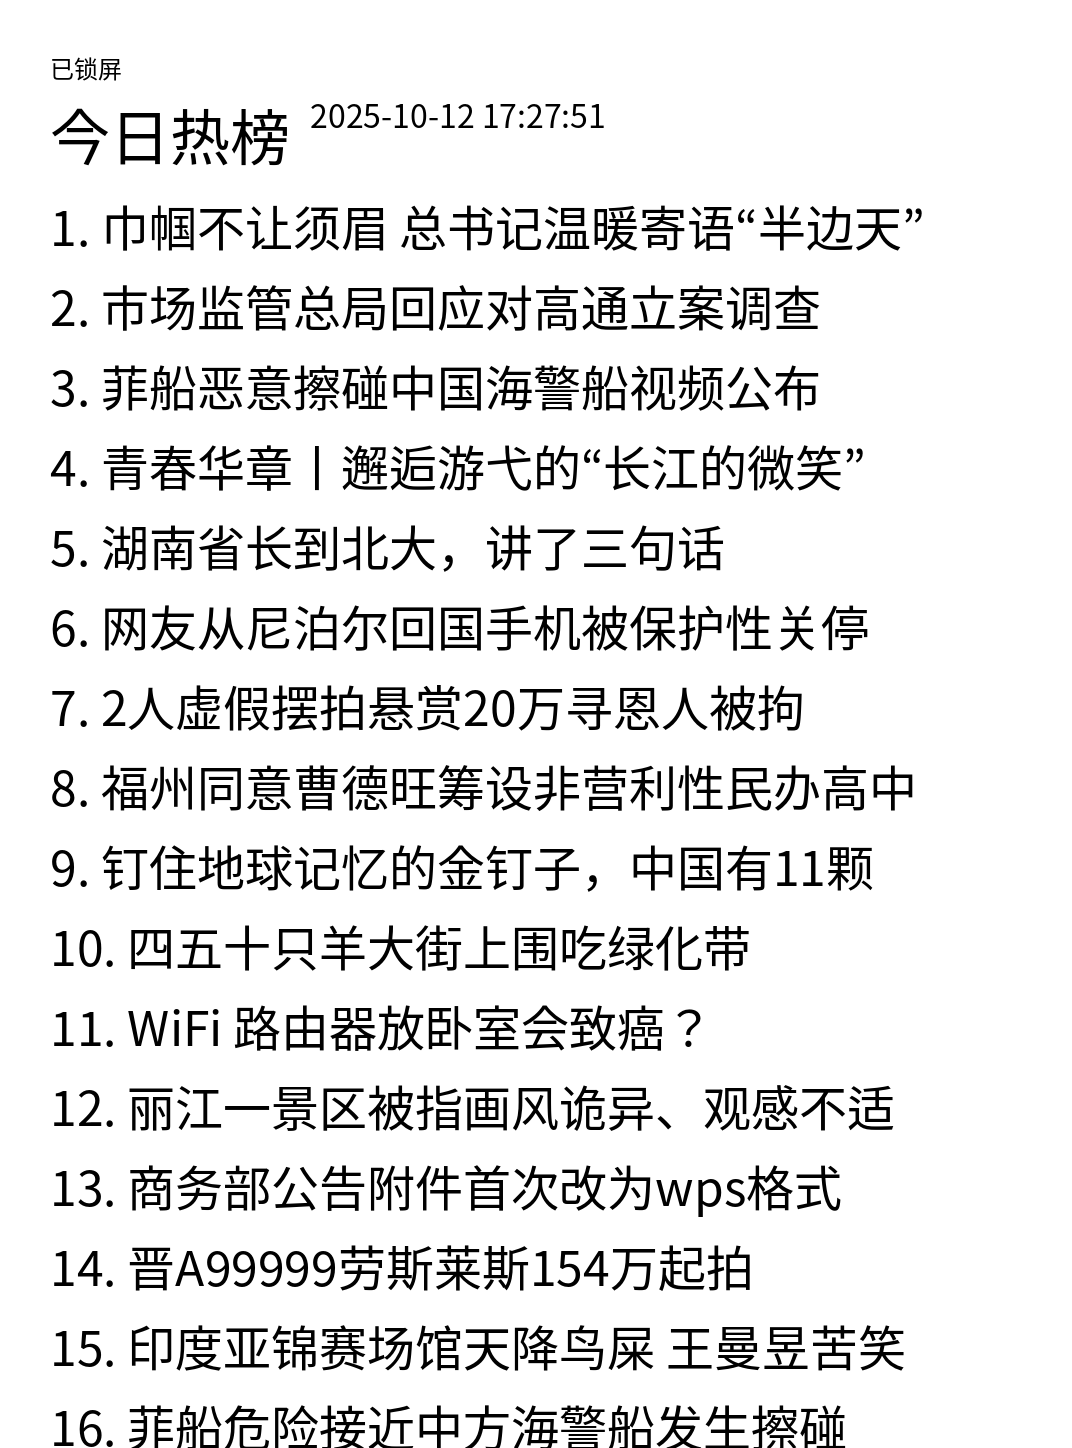 已锁屏
今日热榜 2025-10-12 17:27:51
1. 巾帼不让须眉 总书记温暖寄语“半边天”
2. 市场监管总局回应对高通立案调查
3. 菲船恶意擦碰中国海警船视频公布
4. 青春华章丨邂逅游弋的“长江的微笑”
5. 湖南省长到北大，讲了三句话
6. 网友从尼泊尔回国手机被保护性关停
7. 2人虚假摆拍悬赏20万寻恩人被拘
8. 福州同意曹德旺筹设非营利性民办高中
9. 钉住地球记忆的金钉子，中国有11颗
10. 四五十只羊大街上围吃绿化带
11. WiFi 路由器放卧室会致癌？
12. 丽江一景区被指画风诡异、观感不适
13. 商务部公告附件首次改为wps格式
14. 晋A99999劳斯莱斯154万起拍
15. 印度亚锦赛场馆天降鸟屎 王曼昱苦笑
16. 菲船危险接近中方海警船发生擦碰